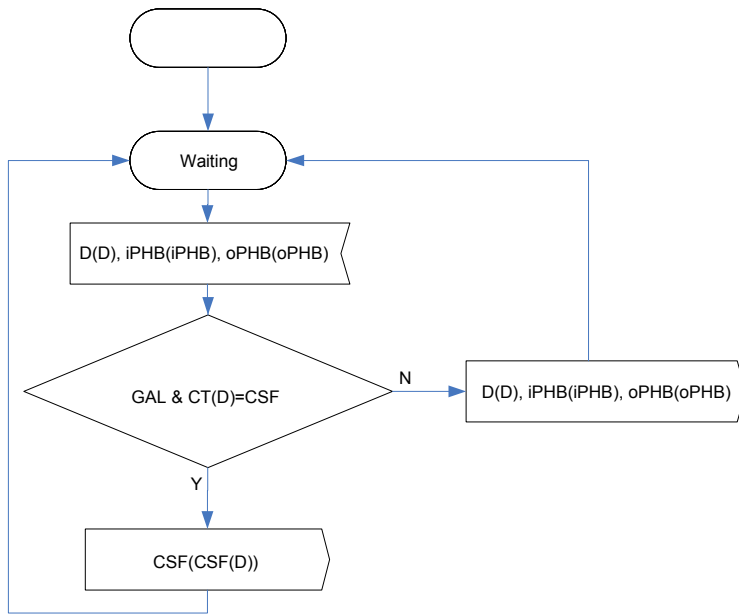 Waiting
D(D), iPHB(iPHB), oPHB(oPHB)
GAL & CT(D)=CSF
N
D(D), iPHB(iPHB), oPHB(oPHB)
Y
CSF(CSF(D))